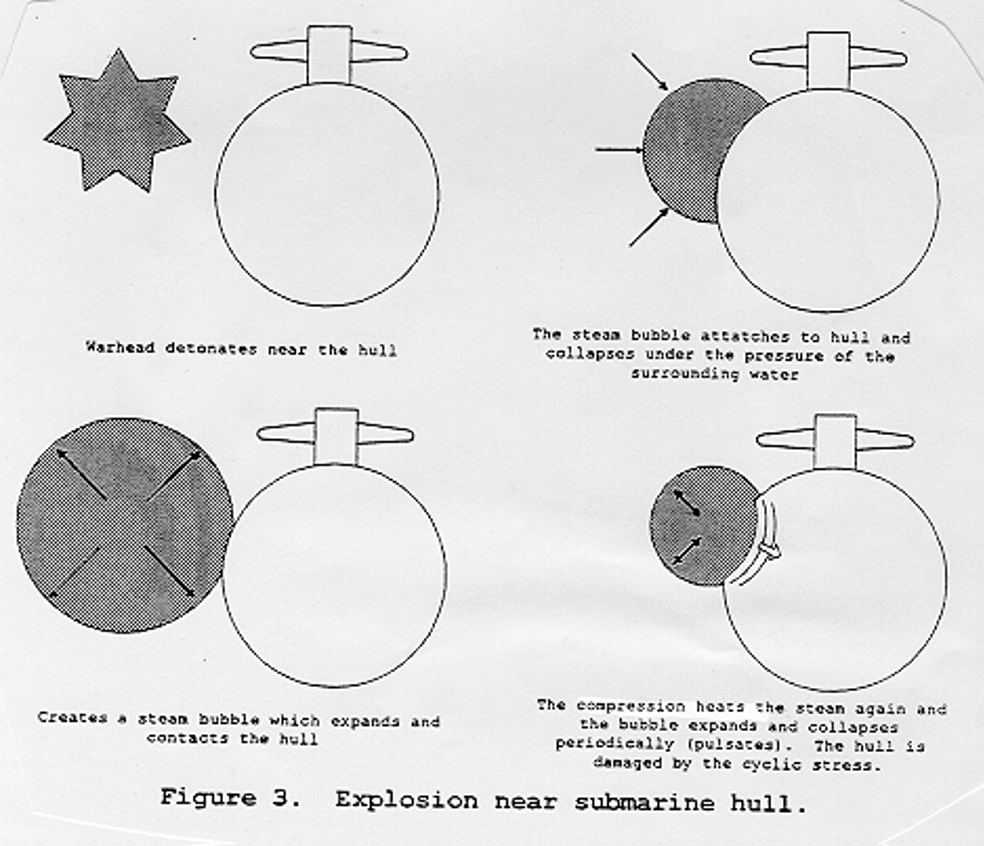 Warhead detonates near the hull
Creates a steam bubble which expands and
contacts the hull
The steam bubble attatches to hull and
collapses under the pressure of the
surrounding water
The compression heats the steam again and
the bubble expands and collapses
periodically (pulsates). The hull is
damaged by the cyclic stress.
Figure 3. Explosion near submarine hull.